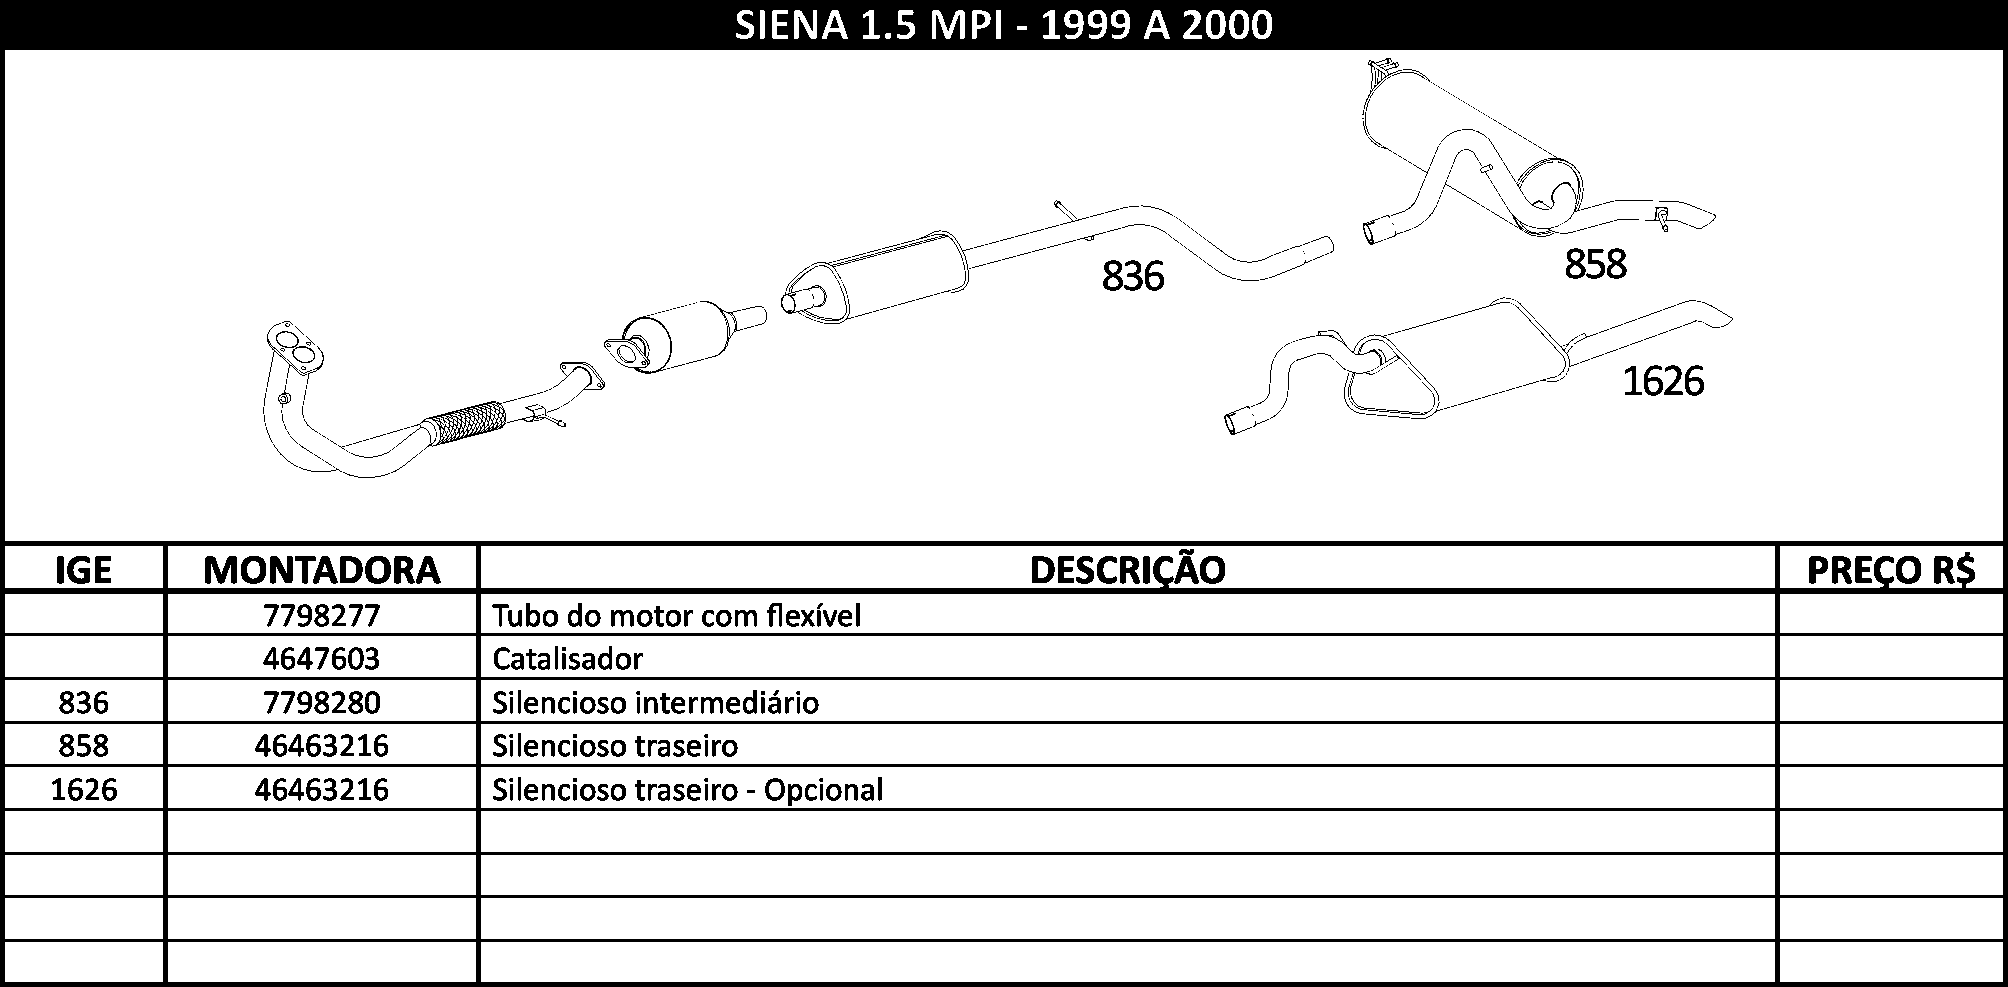 SIENA 1.5 MPI - 1999 A 2000
858
836
1626
IGE MONTADORA DESCRIÇÃO PREÇO R$
7798277 Tubo do motor com flexível
4647603 Catalisador
836 7798280 Silencioso intermediário
858 46463216 Silencioso traseiro
1626 46463216 Silencioso traseiro - Opcional